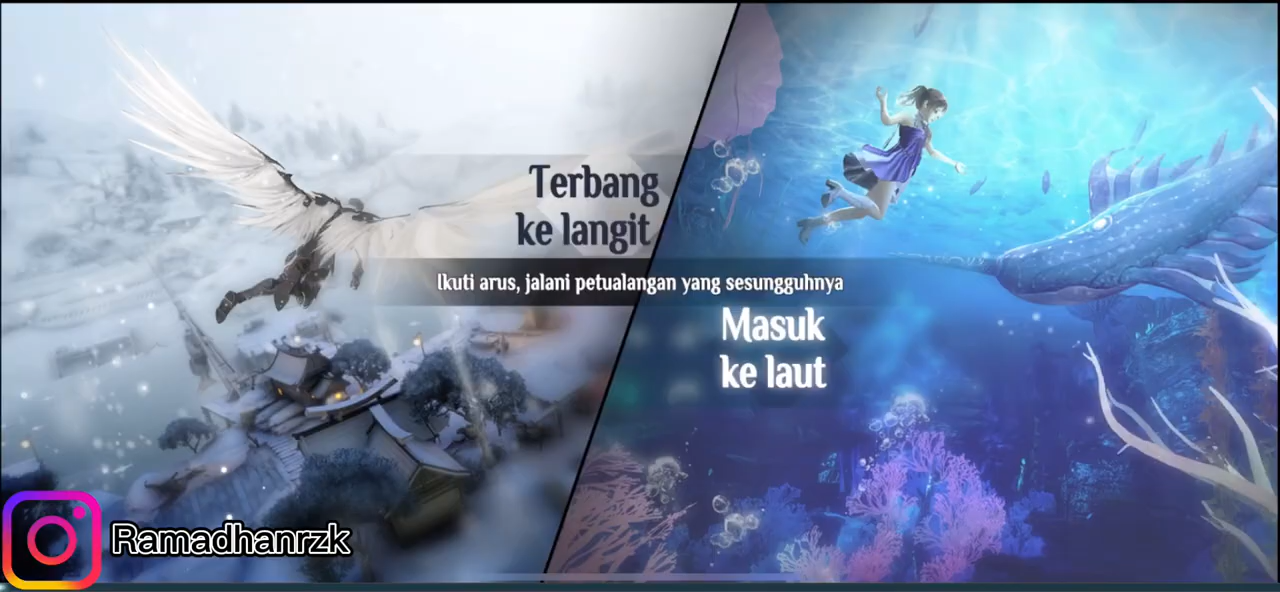 Terbang
ke langit
Ikuti arus, jalani petualangan yang sesungguhnya
Masuk
ke laut
Ramadhanrzk